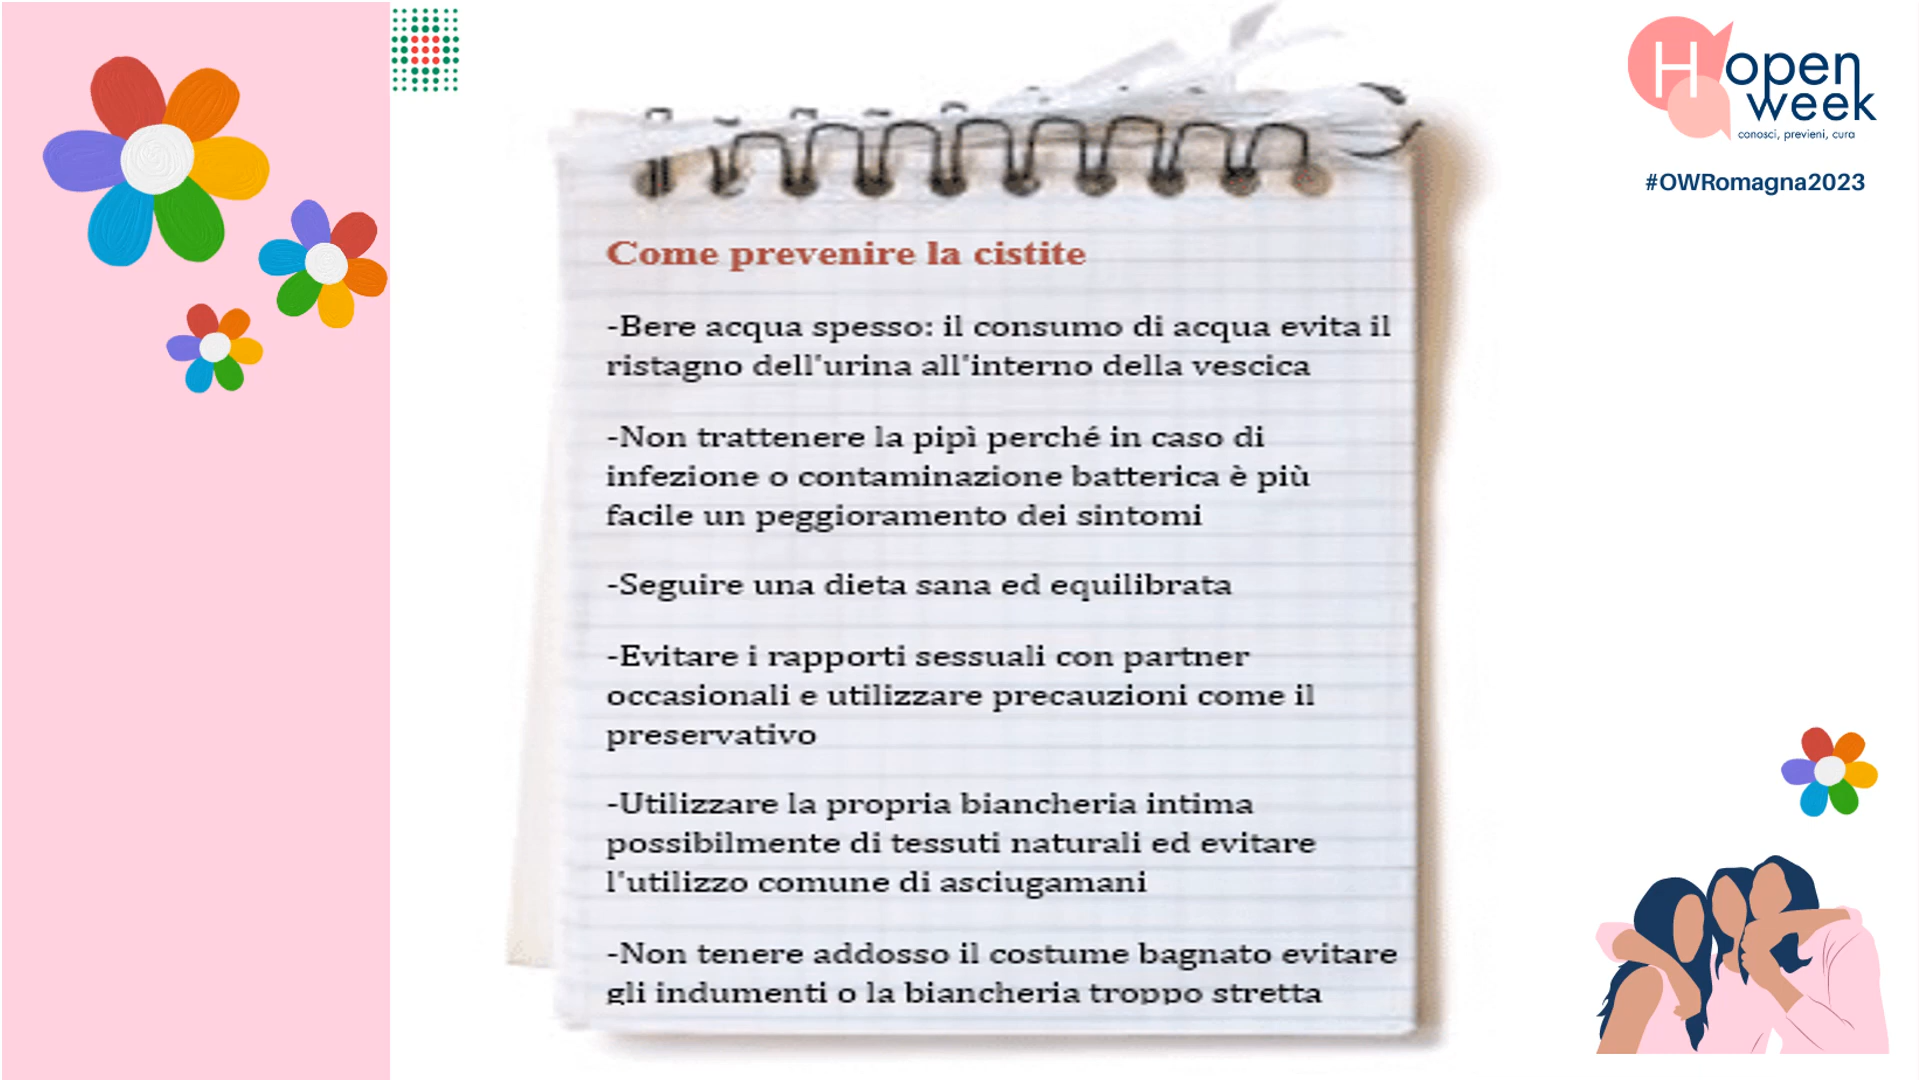 H open
week
conosci, previeni, cura
#OWRomagna2023
Come prevenire la cistite
-Bere acqua spesso: il consumo di acqua evita il
ristagno dell'urina all'interno della vescica
-Non trattenere la pipì perché in caso di
infezione o contaminazione batterica è più
facile un peggioramento dei sintomi
-Seguire una dieta sana ed equilibrata
-Evitare i rapporti sessuali con partner
occasionali e utilizzare precauzioni come il
preservativo
-Utilizzare la propria biancheria intima
possibilmente di tessuti naturali ed evitare
l'utilizzo comune di asciugamani
-Non tenere addosso il costume bagnato evitare
gli indumenti o la biancheria troppo stretta